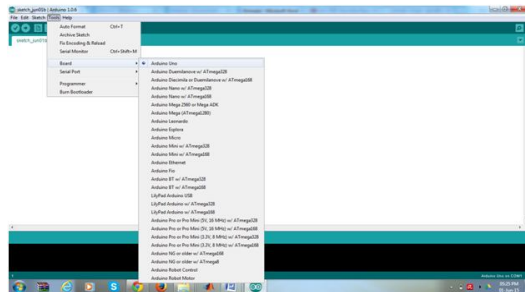 sketch_jun01b | Arduino 1.0.6
File Edit Sketch Tools Help
Auto Format Ctrl+T
Archive Sketch
Fix Encoding & Reload
Serial Monitor Ctrl+Shift+M
Board
Serial Port
Programmer
Burn Bootloader
Arduino Uno
Arduino Duemilanove w/ ATmega328
Arduino Diecimila or Duemilanove w/ ATmega168
Arduino Nano w/ ATmega328
Arduino Nano w/ ATmega168
Arduino Mega 2560 or Mega ADK
Arduino Mega (ATmega1280)
Arduino Leonardo
Arduino Esplora
Arduino Micro
Arduino Mini w/ ATmega328
Arduino Mini w/ ATmega168
Arduino Ethernet
Arduino Fio
Arduino BT w/ ATmega328
Arduino BT w/ ATmega168
LilyPad Arduino USB
LilyPad Arduino w/ ATmega328
LilyPad Arduino w/ ATmega168
Arduino Pro or Pro Mini (5V, 16 MHz) w/ ATmega328
Arduino Pro or Pro Mini (5V, 16 MHz) w/ ATmega168
Arduino Pro or Pro Mini (3.3V, 8 MHz) w/ ATmega328
Arduino Pro or Pro Mini (3.3V, 8 MHz) w/ ATmega168
Arduino NG or older w/ ATmega168
Arduino NG or older w/ ATmega8
Arduino Robot Control
Arduino Robot Motor
Arduino Uno on COM1